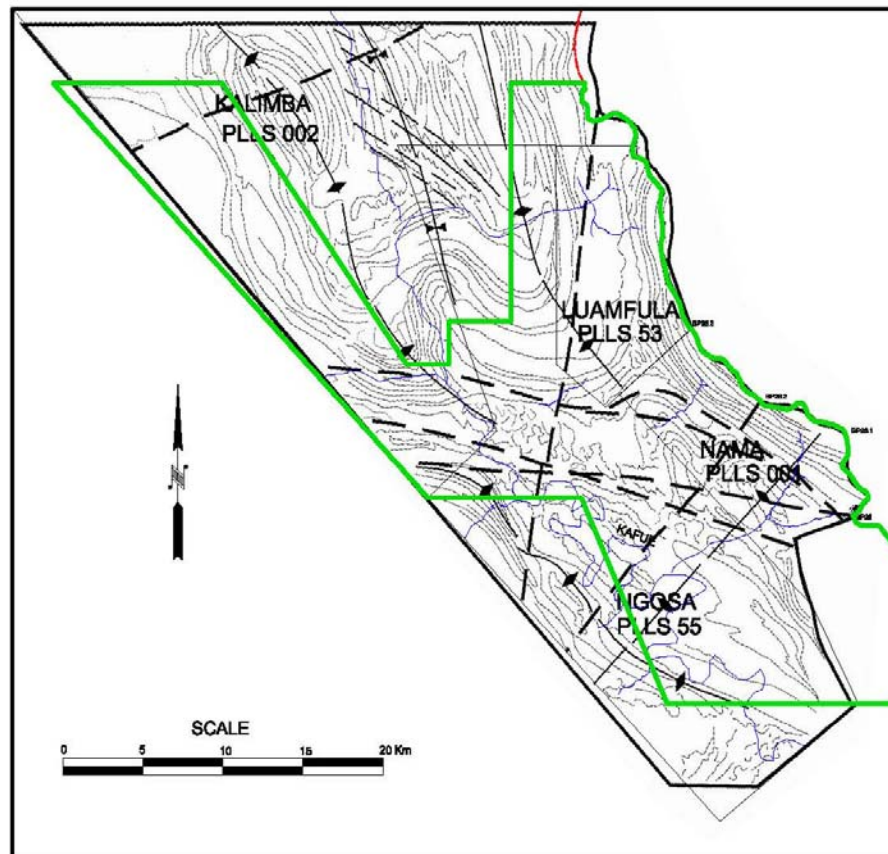 KALIMBA
PLLS 002
LUAMFULA
PLLS 53
NAMA
PLLS 001
KAFUE
NGOSA
PLLS 55
N
SCALE
0 5 10 15 20 Km